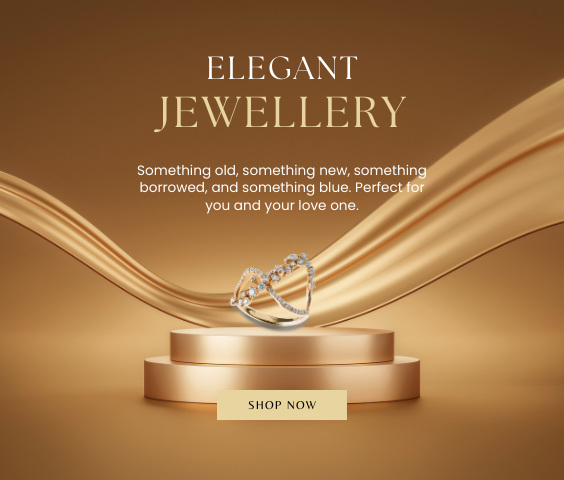 ELEGANT
JEWELLERY
Something old, something new, something
borrowed, and something blue. Perfect for
you and your love one.
SHOP NOW